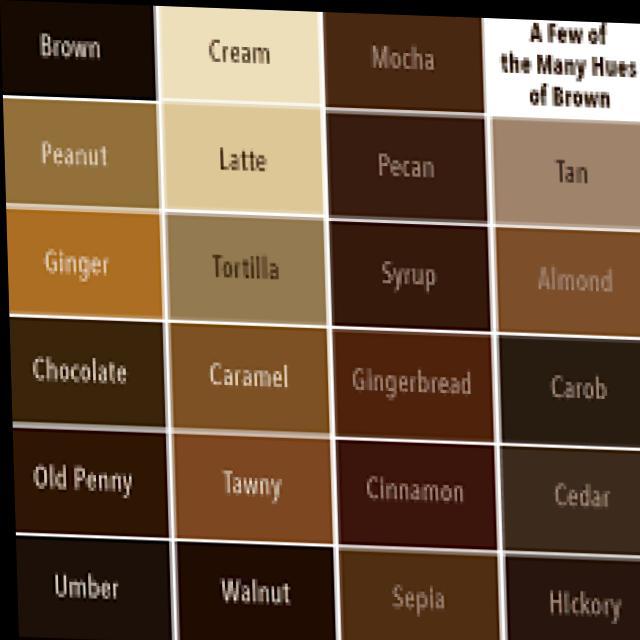 Brown
Cream
Mocha
A Few of
the Many Hues
of Brown
Peanut
Latte
Pecan
Tan
Ginger
Tortilla
Syrup
Almond
Chocolate
Caramel
Gingerbread
Carob
Old Penny
Tawny
Cinnamon
Cedar
Umber
Walnut
Sepia
HIckory